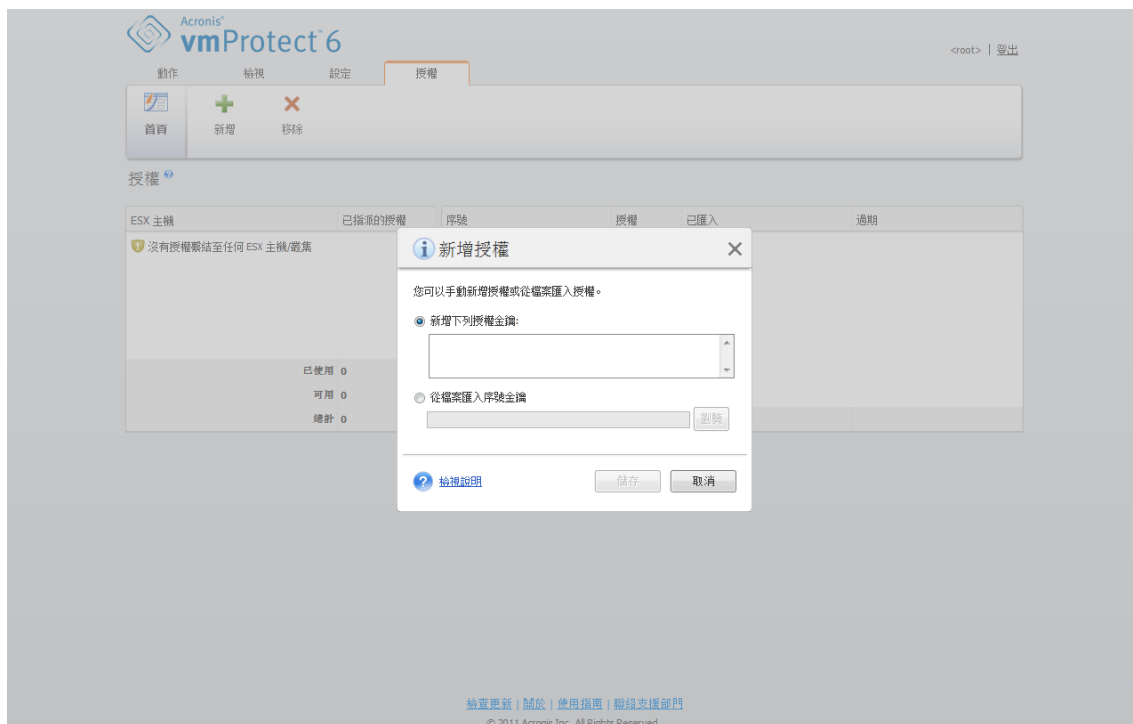 Acronis®
vmProtect™ 6
<root> | 登出
動作 檢視 設定 授權
首頁 新增 移除
授權
ESX 主機 已指派的授權 序號 授權 已匯入 過期
沒有授權繫結至任何 ESX 主機/叢集
新增授權
您可以手動新增授權或從檔案匯入授權。
新增下列授權金鑰:
已使用 0
可用 0
從檔案匯入序號金鑰
總計 0 瀏覽
檢視說明 儲存 取消
檢查更新 | 關於 | 使用指南 | 聯絡支援部門
© 2011 Acronis Inc. All Rights Reserved